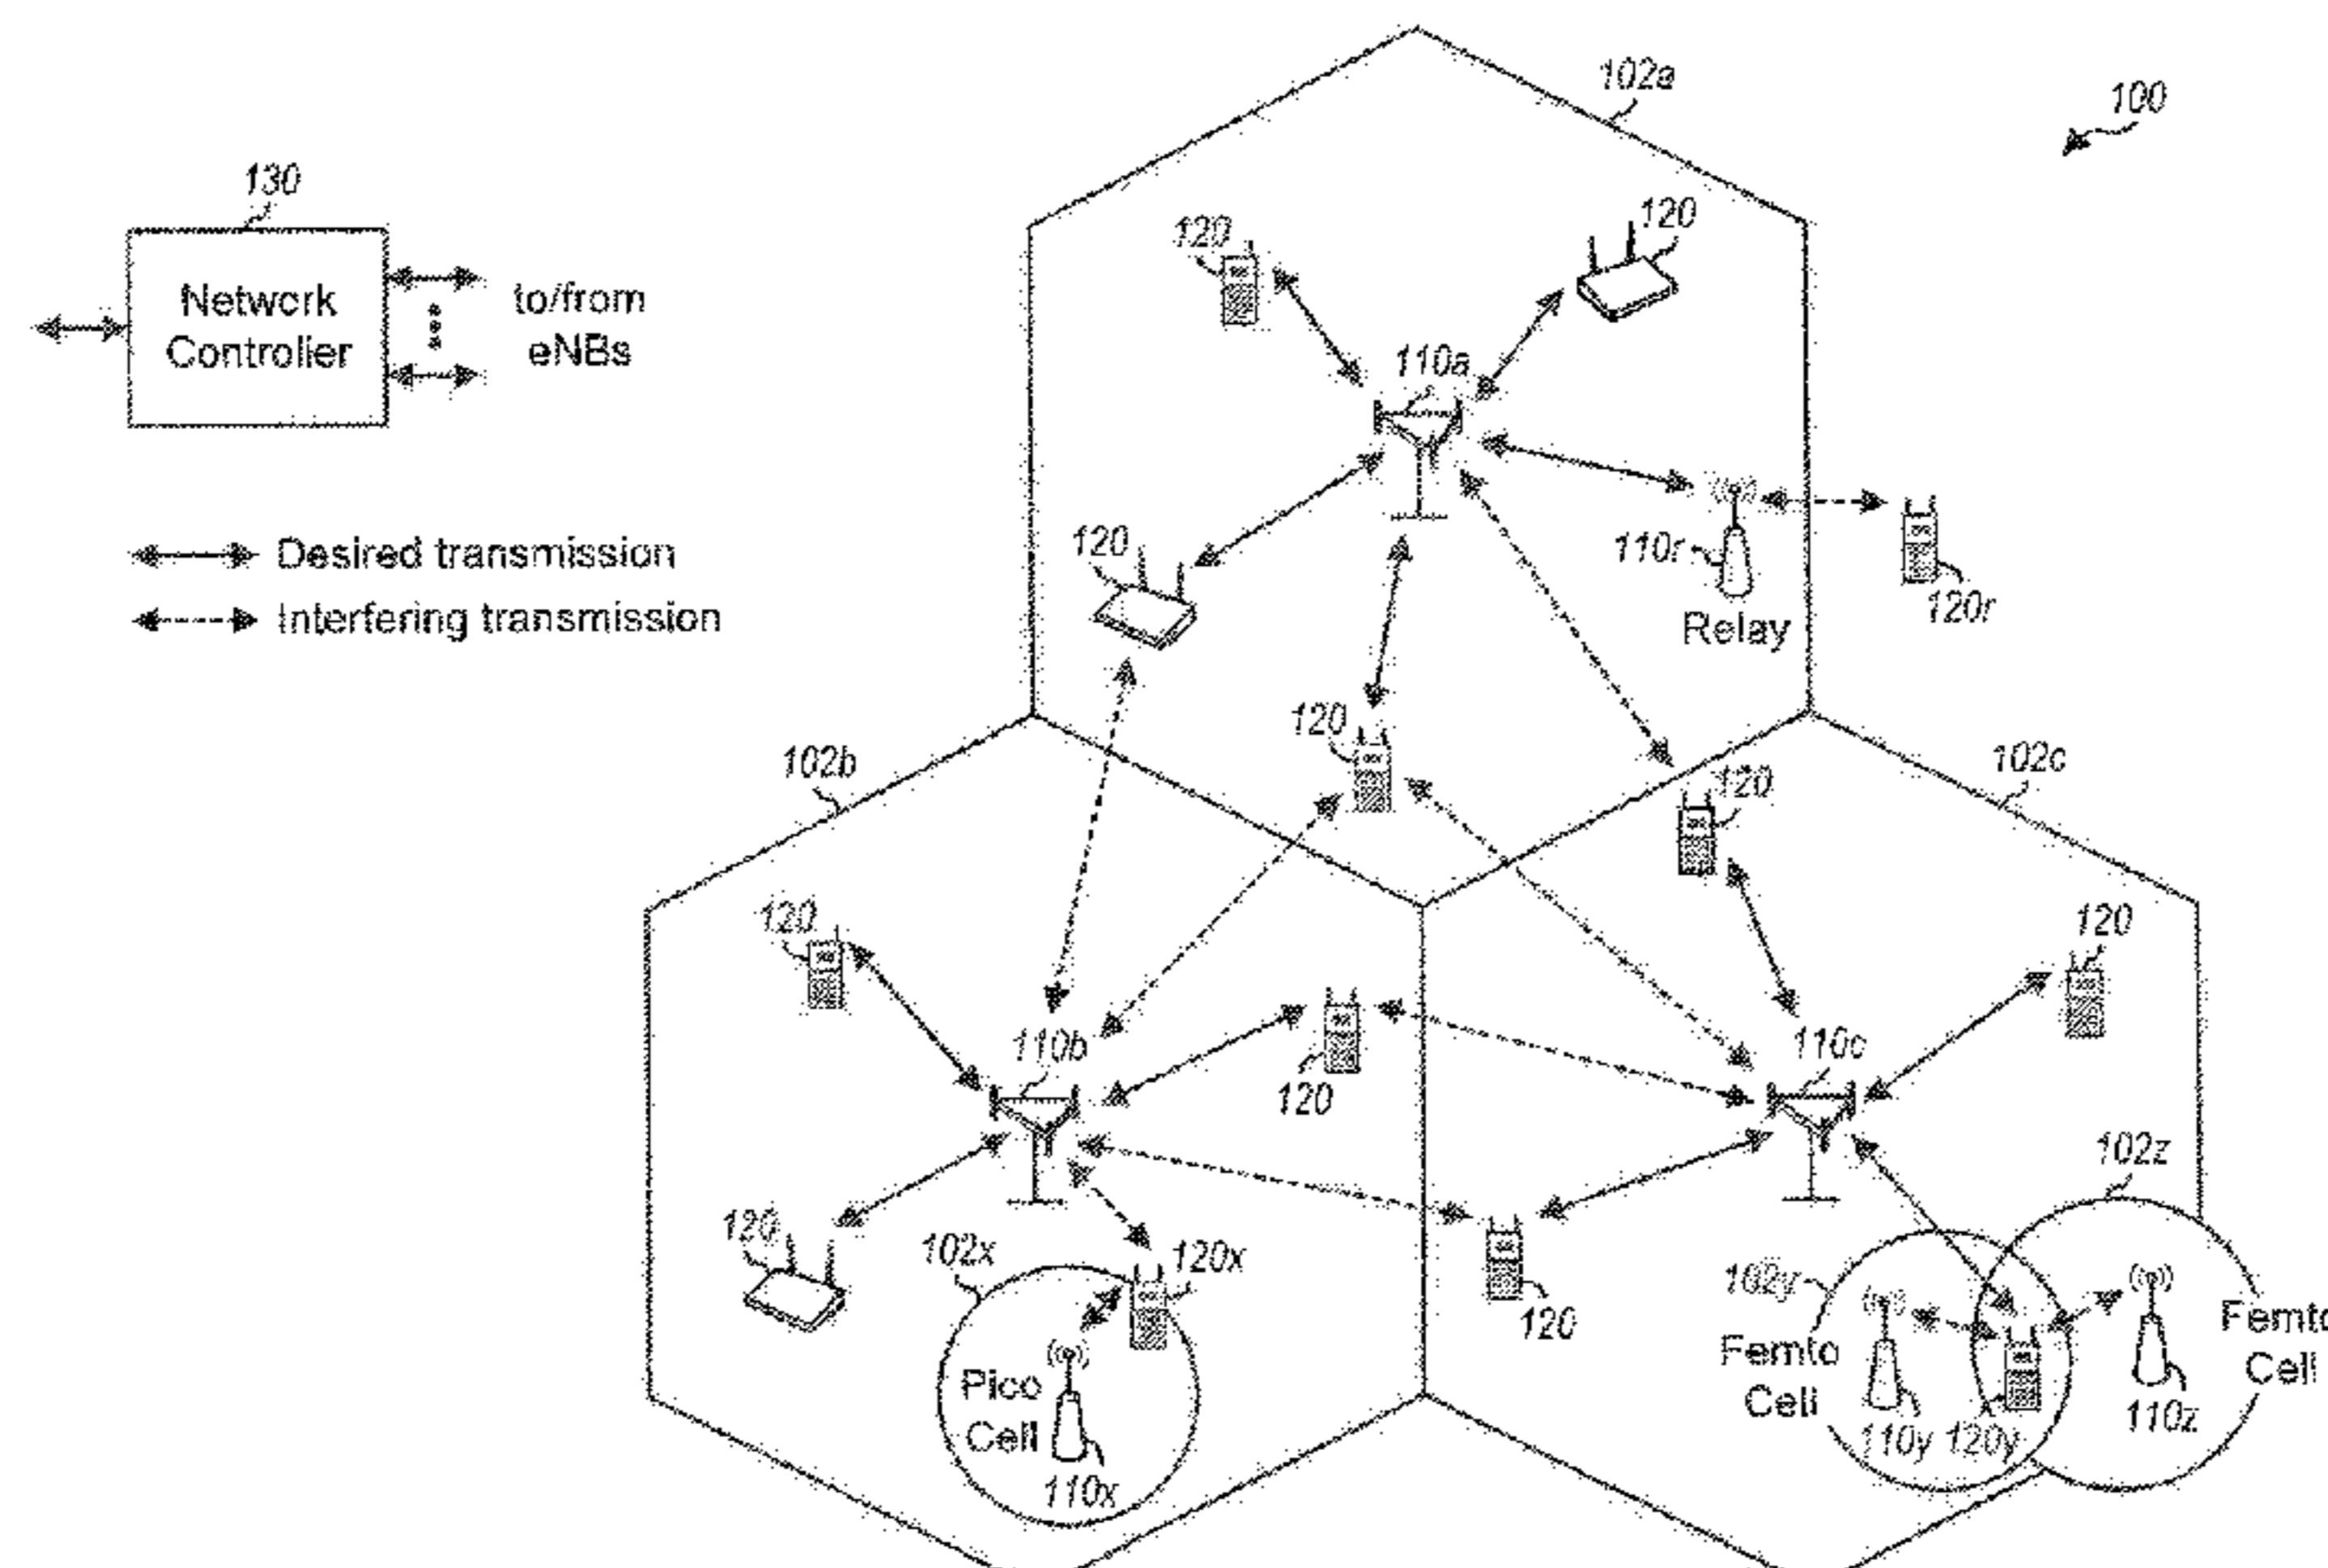 102a
100
130
120
120
Network
Controller
to/from
eNBs
110a
Desired transmission
Interfering transmission
120
110r
120r
Relay
120
102b
120
102c
120
120
110b
120
110c
102z
120
102x
120x
120
102y
Femto
Cell
Femto
Cell
Pico
Cell
110x
110y
120y
110z